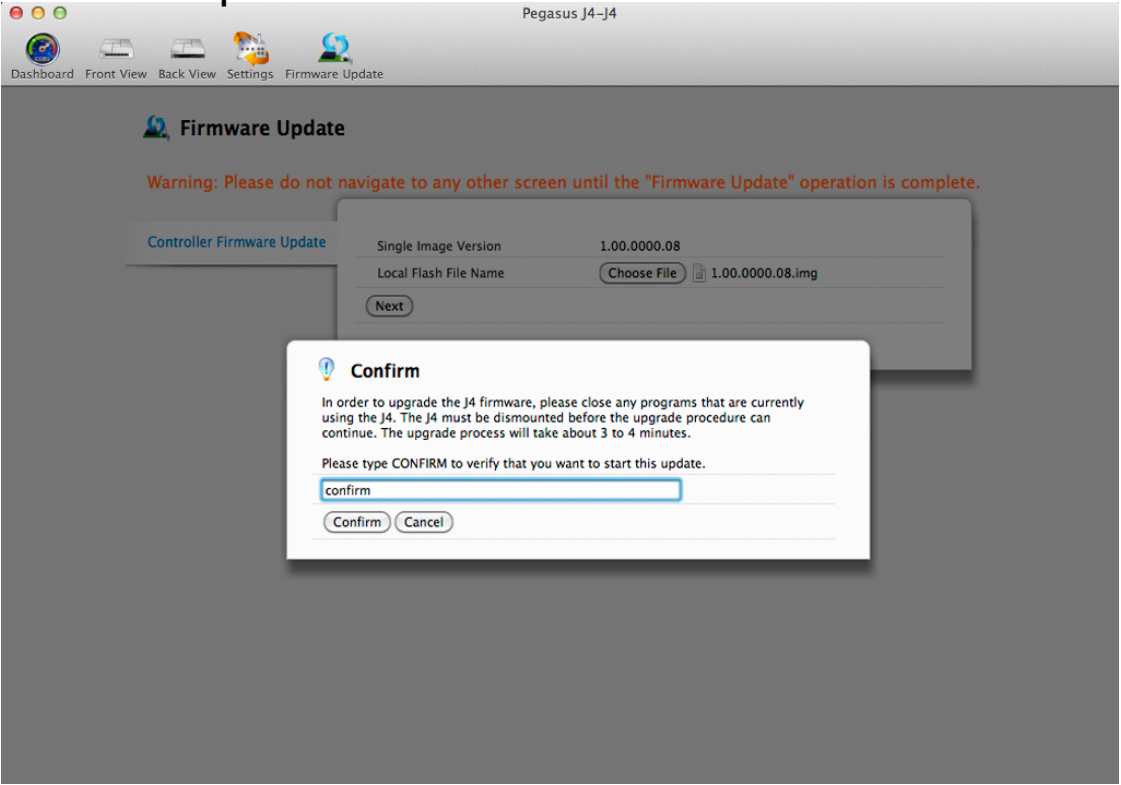 Pegasus J4-J4
Dashboard Front View Back View Settings Firmware Update
Firmware Update
Warning: Please do not navigate to any other screen until the "Firmware Update" operation is complete.
Controller Firmware Update
Single Image Version 1.00.0000.08
Local Flash File Name Choose File 1.00.0000.08.img
Next
Confirm
In order to upgrade the J4 firmware, please close any programs that are currently
using the J4. The J4 must be dismounted before the upgrade procedure can
continue. The upgrade process will take about 3 to 4 minutes.
Please type CONFIRM to verify that you want to start this update.
confirm
Confirm Cancel